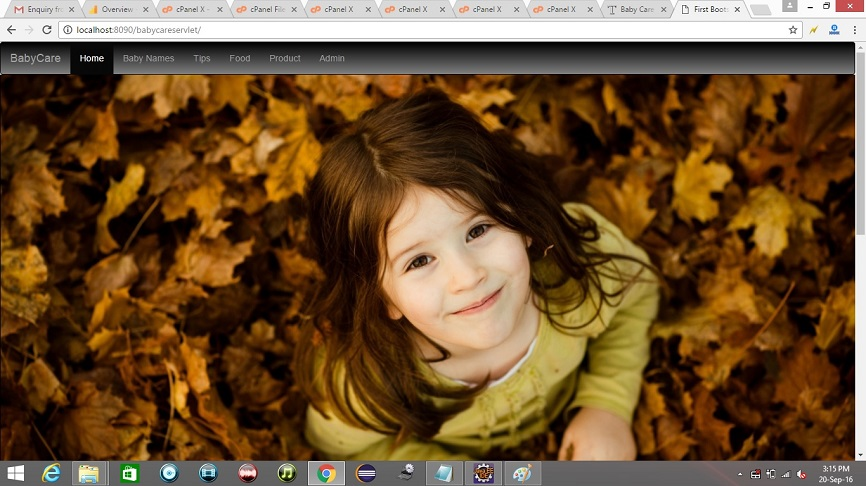 Enquiry fro
Overview
cPanel X -
cPanel File
cPanel X
cPanel X
cPanel X
cPanel X
Baby Care
First Boots
localhost:8090/babycareservlet/
BabyCare Home Baby Names Tips Food Product Admin
3:15 PM
20-Sep-16